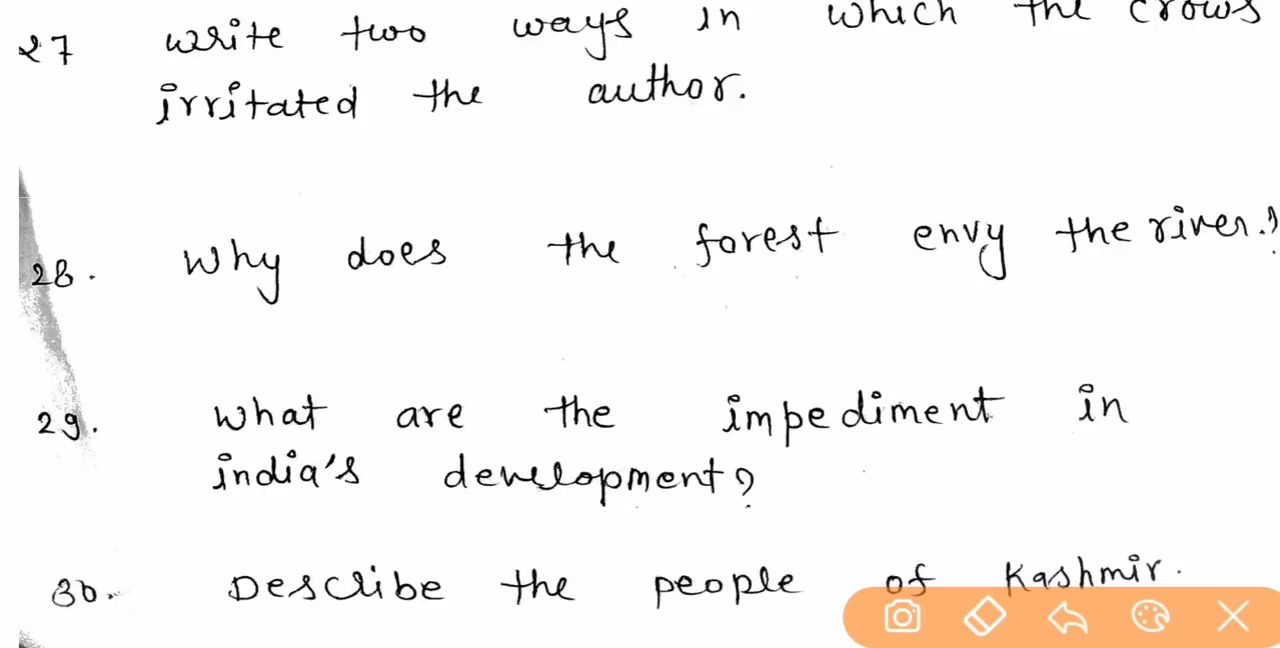 27 write two ways in which the crows
irritated the author.
28. Why does the forest envy the river?
29. What are the impediment in
india's development?
30. Describe the people of Kashmir.